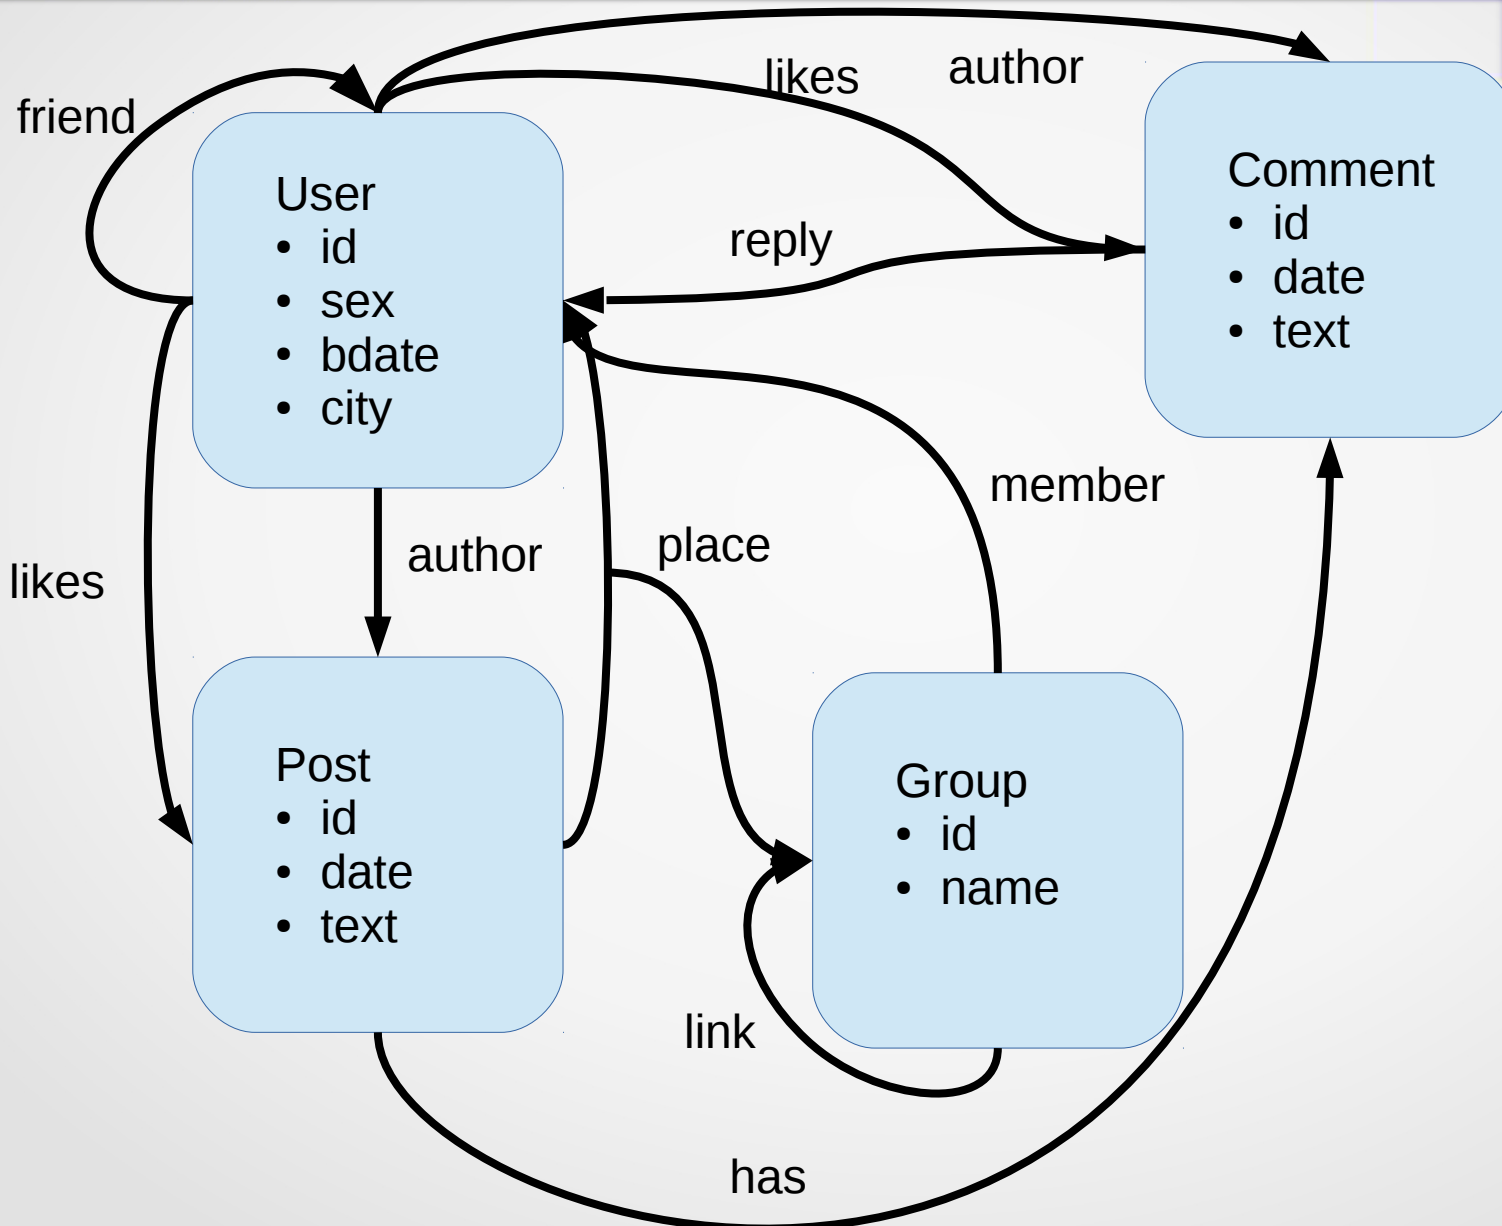 likes
author
friend
Comment
• id
• date
• text
User
• id
• sex
• bdate
• city
reply
member
place
author
likes
Post
• id
• date
• text
Group
• id
• name
link
has